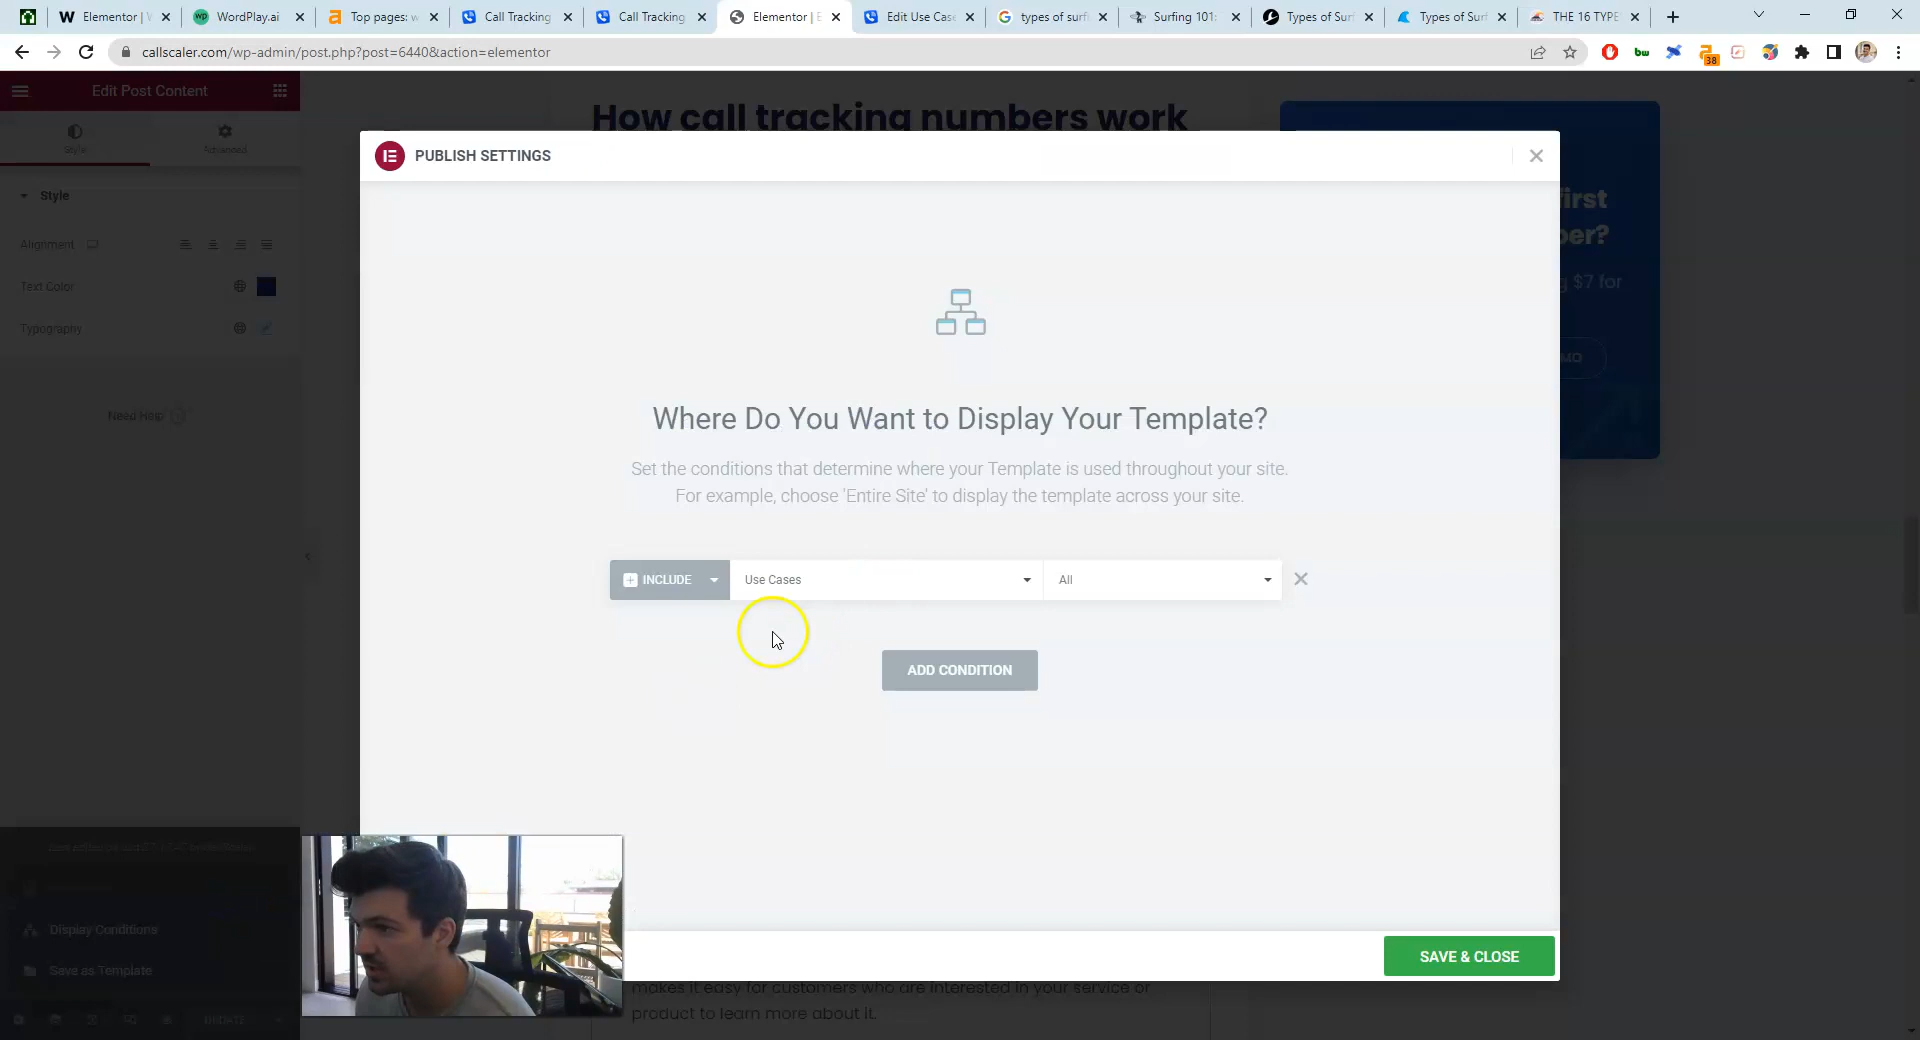 Elementor | W
WordPlay.ai
Top pages: w
Call Tracking
Call Tracking
Elementor | E
Edit Use Case
types of surfi
Surfing 101:
Types of Surf
Types of Surf
THE 16 TYPE
callscaler.com/wp-admin/post.php?post=6440&action=elementor
bw
38
Edit Post Content
Style
Advanced
Style
Alignment
Text Color
Typography
Need Help
How call tracking numbers work
first
ber?
g $7 for
MO
PUBLISH SETTINGS
Where Do You Want to Display Your Template?
Set the conditions that determine where your Template is used throughout your site.
For example, choose 'Entire Site' to display the template across your site.
INCLUDE
Use Cases
All
ADD CONDITION
SAVE & CLOSE
Display Conditions
Save as Template
UPDATE
makes it easy for customers who are interested in your service or
product to learn more about it.